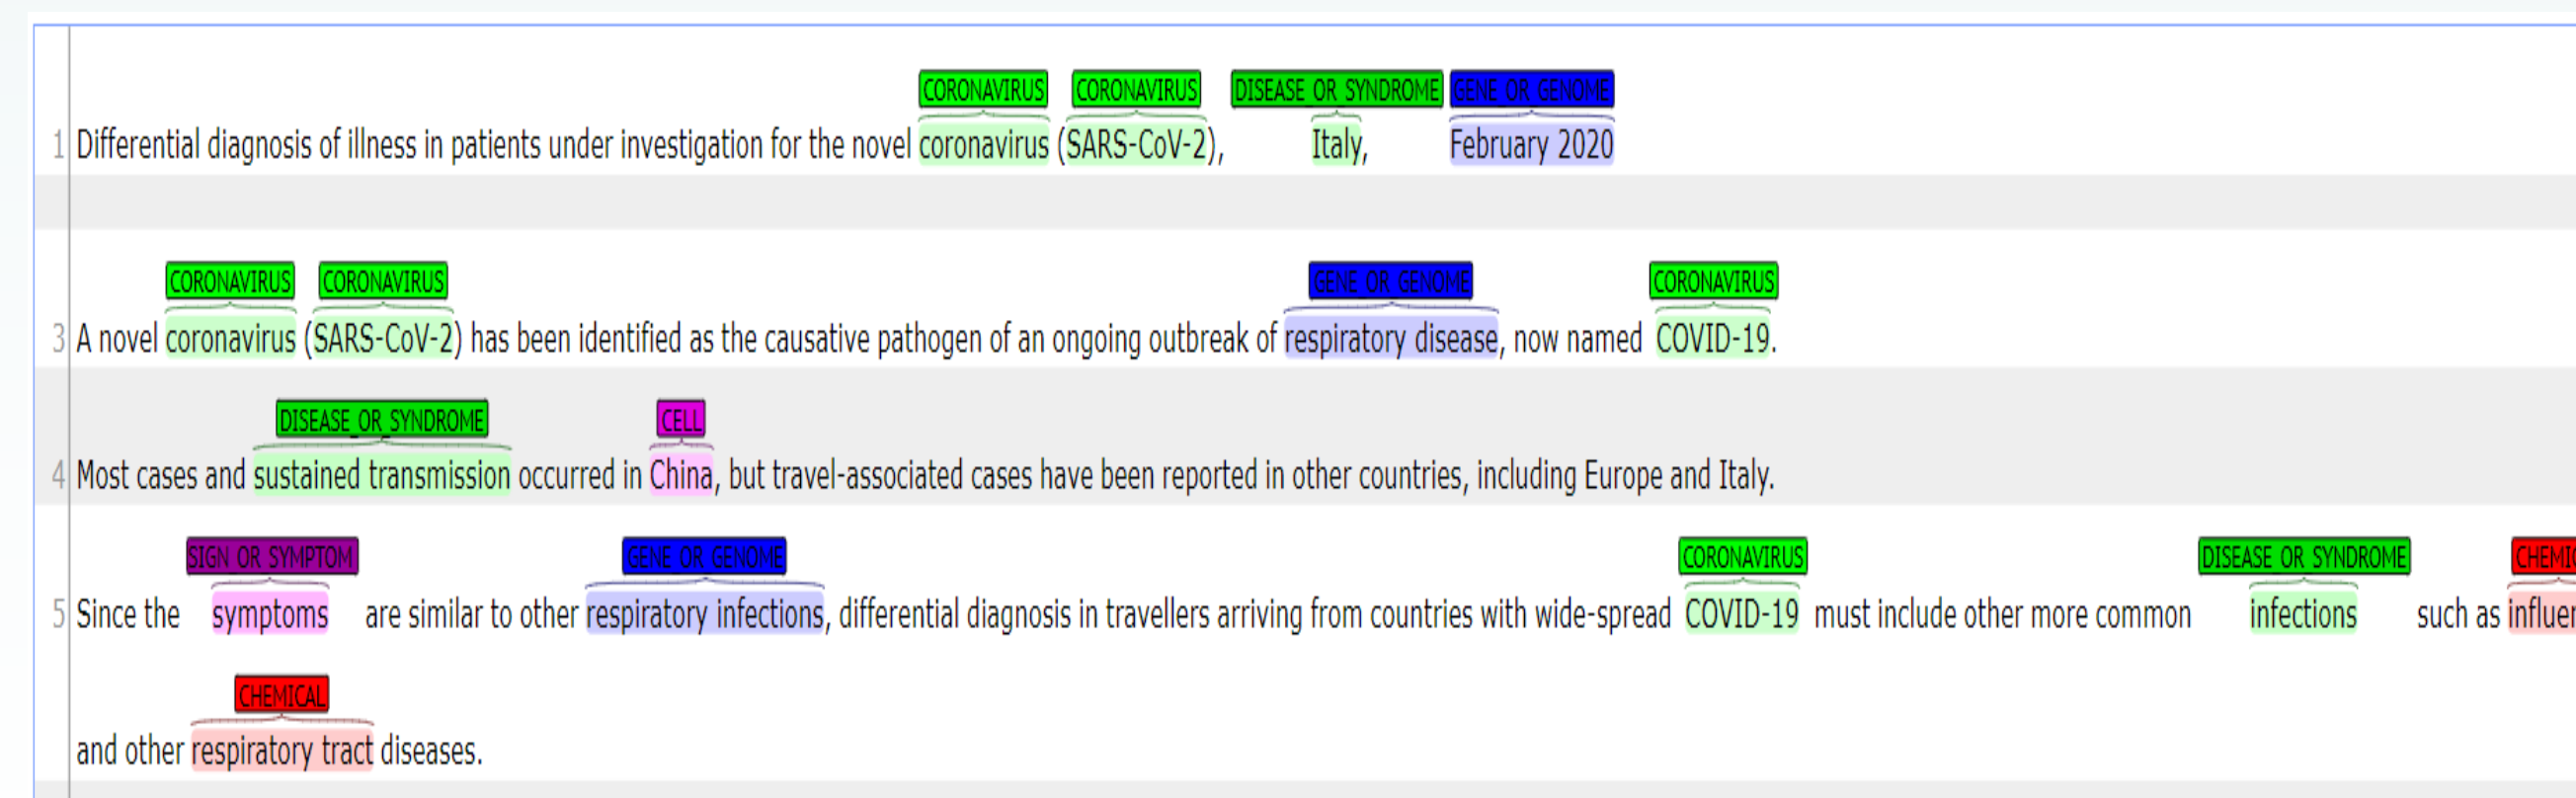 CORONAVIRUS CORONAVIRUS DISEASE_OR_SYNDROME GENE_OR_GENOME
1 Differential diagnosis of illness in patients under investigation for the novel coronavirus (SARS-CoV-2), Italy, February 2020
CORONAVIRUS CORONAVIRUS GENE_OR_GENOME CORONAVIRUS
3 A novel coronavirus (SARS-CoV-2) has been identified as the causative pathogen of an ongoing outbreak of respiratory disease, now named COVID-19.
DISEASE_OR_SYNDROME CELL
4 Most cases and sustained transmission occurred in China, but travel-associated cases have been reported in other countries, including Europe and Italy.
SIGN_OR_SYMPTOM GENE_OR_GENOME CORONAVIRUS DISEASE_OR_SYNDROME
5 Since the symptoms are similar to other respiratory infections, differential diagnosis in travellers arriving from countries with wide-spread COVID-19 must include other more common infections such as
CHEMICAL
and other respiratory tract diseases.